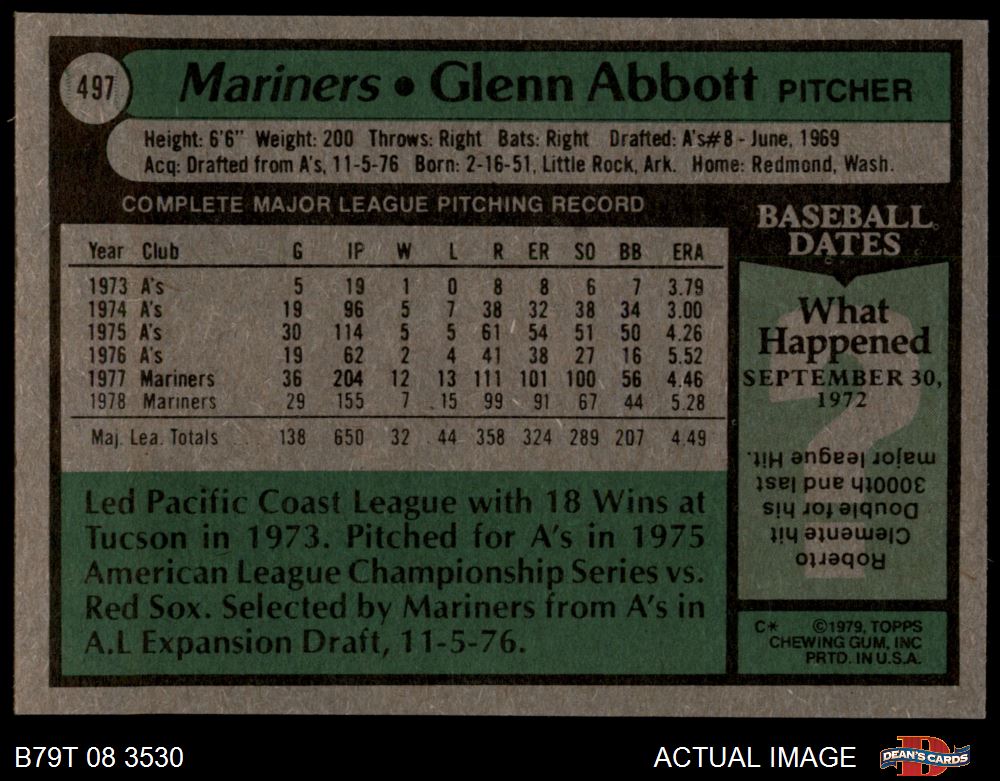 497
Mariners • Glenn Abbott PITCHER
Height: 6'6" Weight: 200 Throws: Right Bats: Right Drafted: A's#8 - June, 1969
Acq: Drafted from A's, 11-5-76 Born: 2-16-51, Little Rock, Ark. Home: Redmond, Wash.
COMPLETE MAJOR LEAGUE PITCHING RECORD
Year Club G IP W L R ER SO BB ERA
1973 A's 5 19 1 0 8 8 6 7 3.79
1974 A's 19 96 5 7 38 32 38 34 3.00
1975 A's 30 114 5 5 61 54 51 50 4.26
1976 A's 19 62 2 4 41 38 27 16 5.52
1977 Mariners 36 204 12 13 111 101 100 56 4.46
1978 Mariners 29 155 7 15 99 91 67 44 5.28
Maj. Lea. Totals 138 650 32 44 358 324 289 207 4.49
Led Pacific Coast League with 18 Wins at
Tucson in 1973. Pitched for A's in 1975
American League Championship Series vs.
Red Sox. Selected by Mariners from A's in
A.L Expansion Draft, 11-5-76.
BASEBALL
DATES
What
Happened
SEPTEMBER 30,
1972
Roberto
Clemente hit
Doubled for his
3000th and last
major league Hit.
C* ©1979, TOPPS
CHEWING GUM, INC
PRTD. IN U.S.A.
B79T 08 3530
ACTUAL IMAGE
DEAN'S CARDS